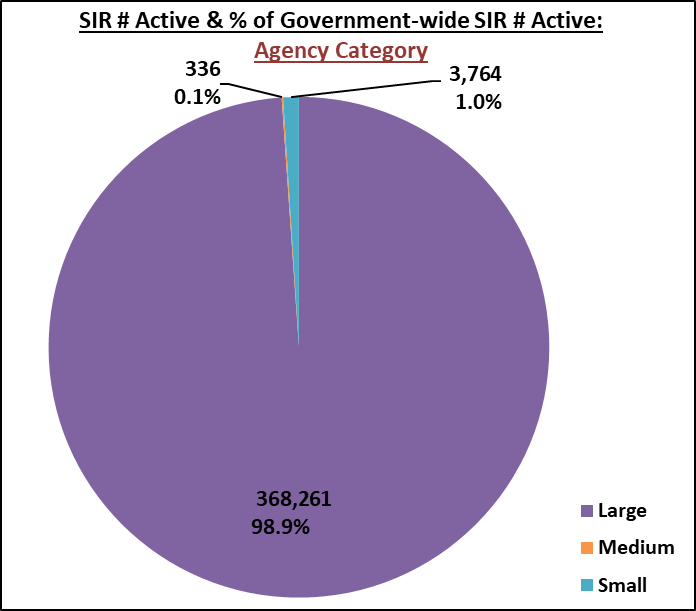 SIR # Active & % of Government-wide SIR # Active:
Agency Category
336
0.1%
3,764
1.0%
368,261
98.9%
Large
Medium
Small